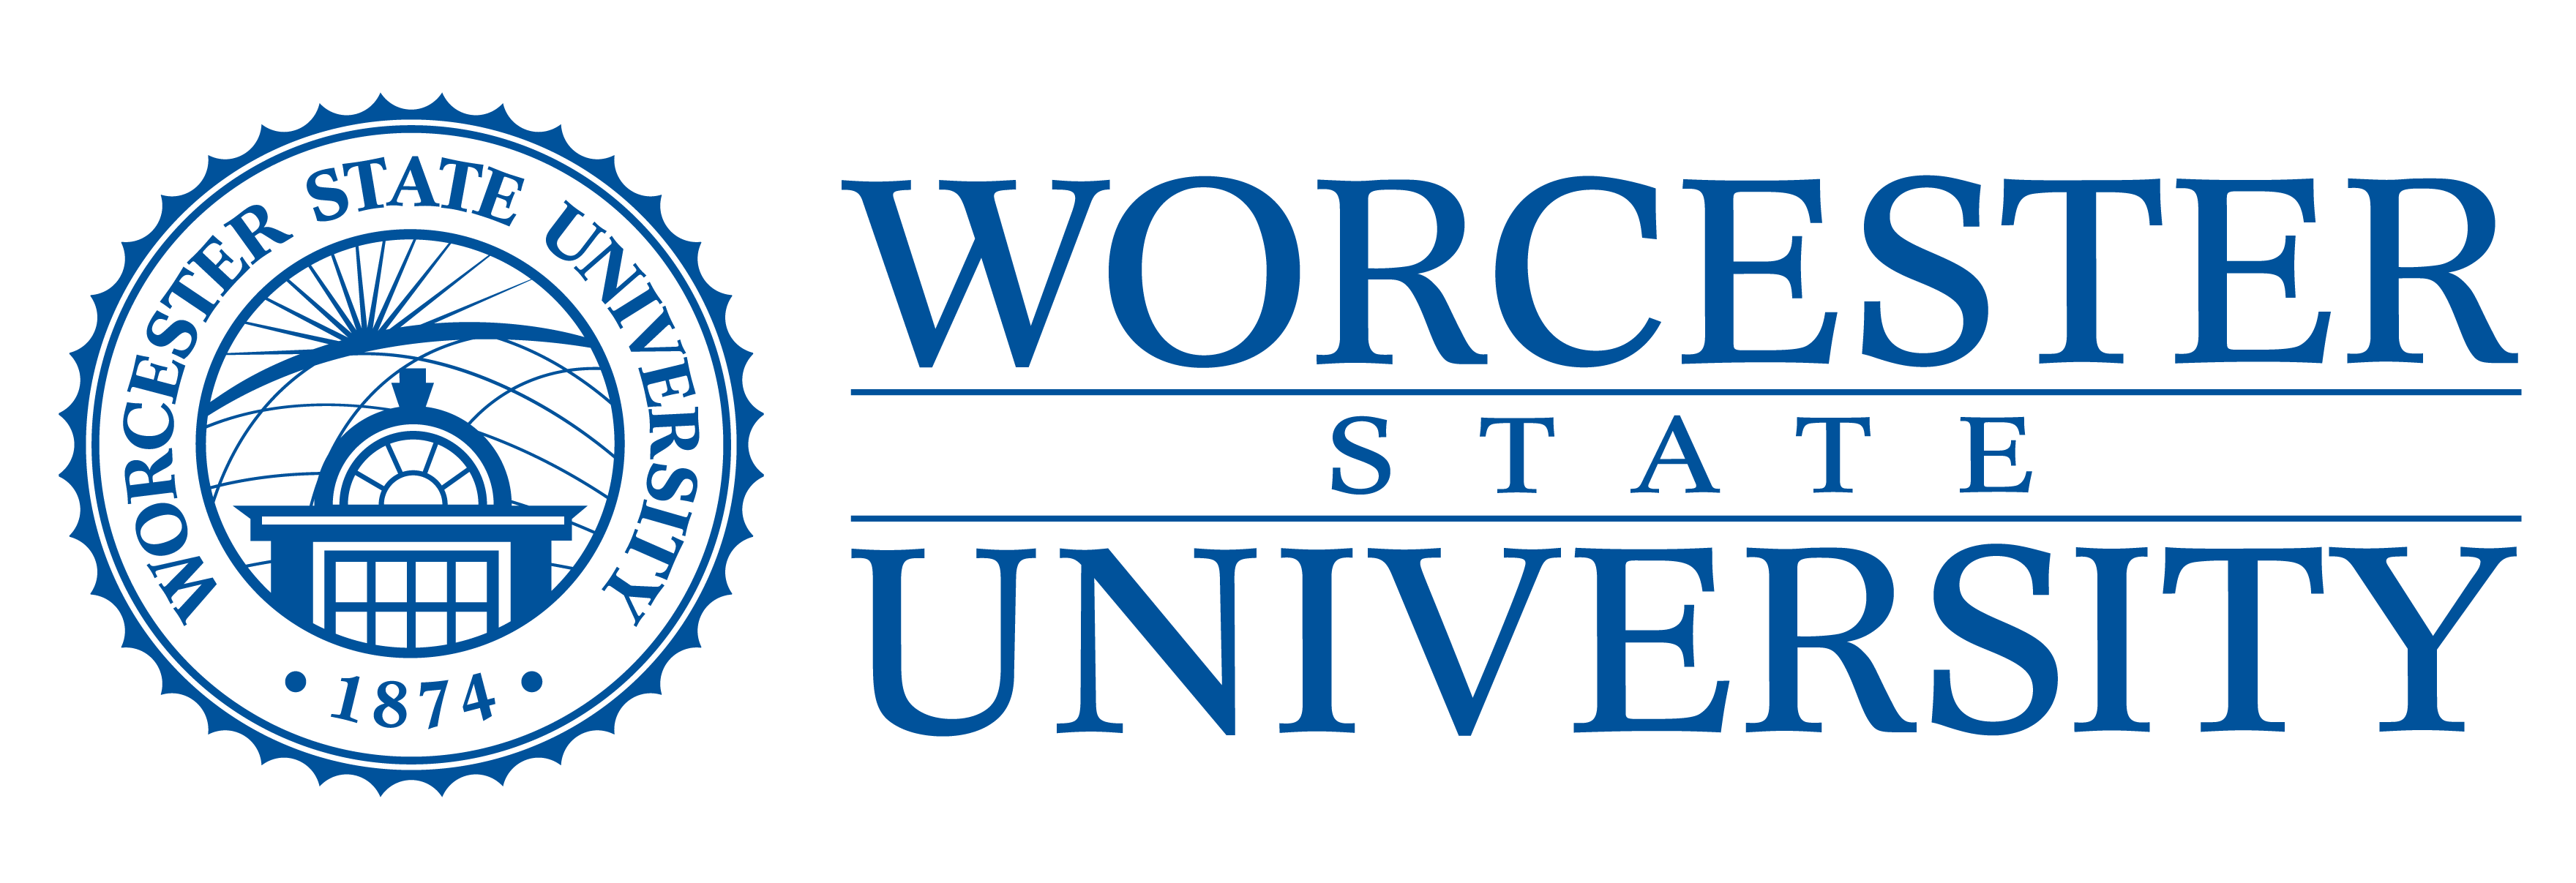 WORCESTER STATE UNIVERSITY
• 1874 •
WORCESTER
STATE
UNIVERSITY